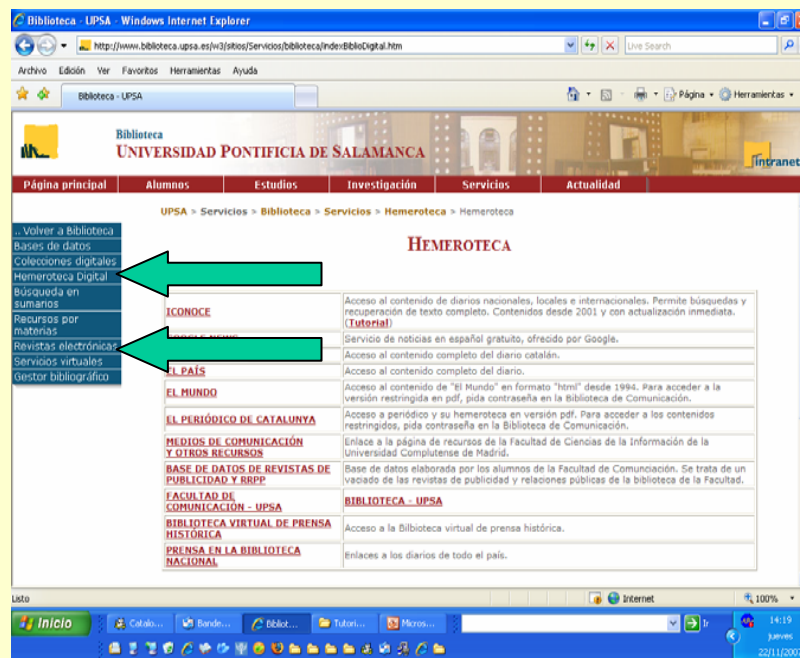 Biblioteca - UPSA - Windows Internet Explorer
http://www.biblioteca.upsa.es/w3/sitios/Servicios/biblioteca/indexBiblioDigital.htm
Live Search
Archivo Edición Ver Favoritos Herramientas Ayuda
Biblioteca - UPSA
Página Herramientas
Biblioteca
UNIVERSIDAD PONTIFICIA DE SALAMANCA
intranet
Página principal Alumnos Estudios Investigación Servicios Actualidad
UPSA > Servicios > Biblioteca > Servicios > Hemeroteca > Hemeroteca
.. Volver a Biblioteca
Bases de datos
Colecciones digitales
Hemeroteca Digital
Búsqueda en
sumarios
Recursos por
materias
Revistas electrónicas
Servicios virtuales
Gestor bibliográfico
HEMEROTECA
ICONOCE
Acceso al contenido de diarios nacionales, locales e internacionales. Permite búsquedas y
recuperación de texto completo. Contenidos desde 2001 y con actualización inmediata.
(Tutorial)
GOOGLE NEWS
Servicio de noticias en español gratuito, ofrecido por Google.
Acceso al contenido completo del diario catalán.
EL PAÍS
Acceso al contenido completo del diario.
EL MUNDO
Acceso al contenido de "El Mundo" en formato "html" desde 1994. Para acceder a la
versión restringida en pdf, pida contraseña en la Biblioteca de Comunicación.
EL PERIÓDICO DE CATALUNYA
Acceso a periódico y su hemeroteca en versión pdf. Para acceder a los contenidos
restringidos, pida contraseña en la Biblioteca de Comunicación.
MEDIOS DE COMUNICACIÓN
Y OTROS RECURSOS
Enlace a la página de recursos de la Facultad de Ciencias de la Información de la
Universidad Complutense de Madrid.
BASE DE DATOS DE REVISTAS DE
PUBLICIDAD Y RRPP
Base de datos elaborada por los alumnos de la Facultad de Comunciación. Se trata de un
vaciado de las revistas de publicidad y relaciones públicas de la biblioteca de la Facultad.
FACULTAD DE
COMUNICACIÓN - UPSA
BIBLIOTECA - UPSA
BIBLIOTECA VIRTUAL DE PRENSA
HISTÓRICA
Acceso a la Bilbioteca virtual de prensa histórica.
PRENSA EN LA BIBLIOTECA
NACIONAL
Enlaces a los diarios de todo el país.
Listo
Internet
100%
Inicio
Catalo...
Bande...
Bibliot...
Tutori...
Micros...
Ir
14:19
jueves
22/11/2007